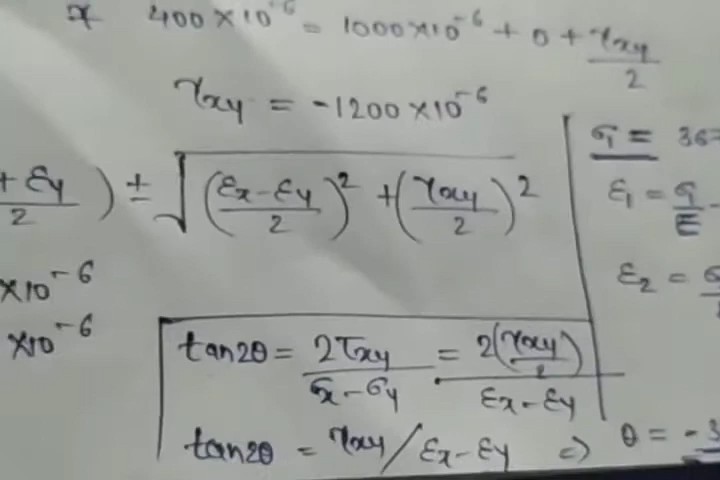 400×10⁻⁶ = 1000×10⁻⁶ + 0 + γxy/2
γxy = -1200×10⁻⁶
+ εy / 2 ) ± √((εx-εy / 2)² + (γxy / 2)²)
×10⁻⁶
×10⁻⁶
σ1 = 36
ε1 = σ1/E -
ε2 =
tan2θ = 2τxy / σx-σy = 2(γxy/2) / εx-εy
tan2θ = γxy / εx-εy ⇒ θ = -3